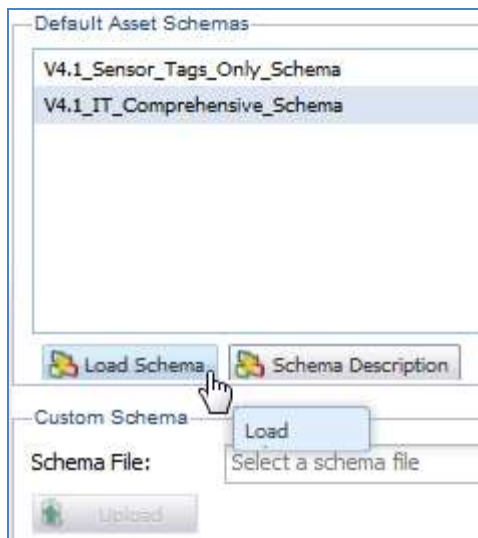 Default Asset Schemas
V4.1_Sensor_Tags_Only_Schema
V4.1_IT_Comprehensive_Schema
Load Schema Schema Description
Custom Schema
Load
Schema File: Select a schema file
Upload